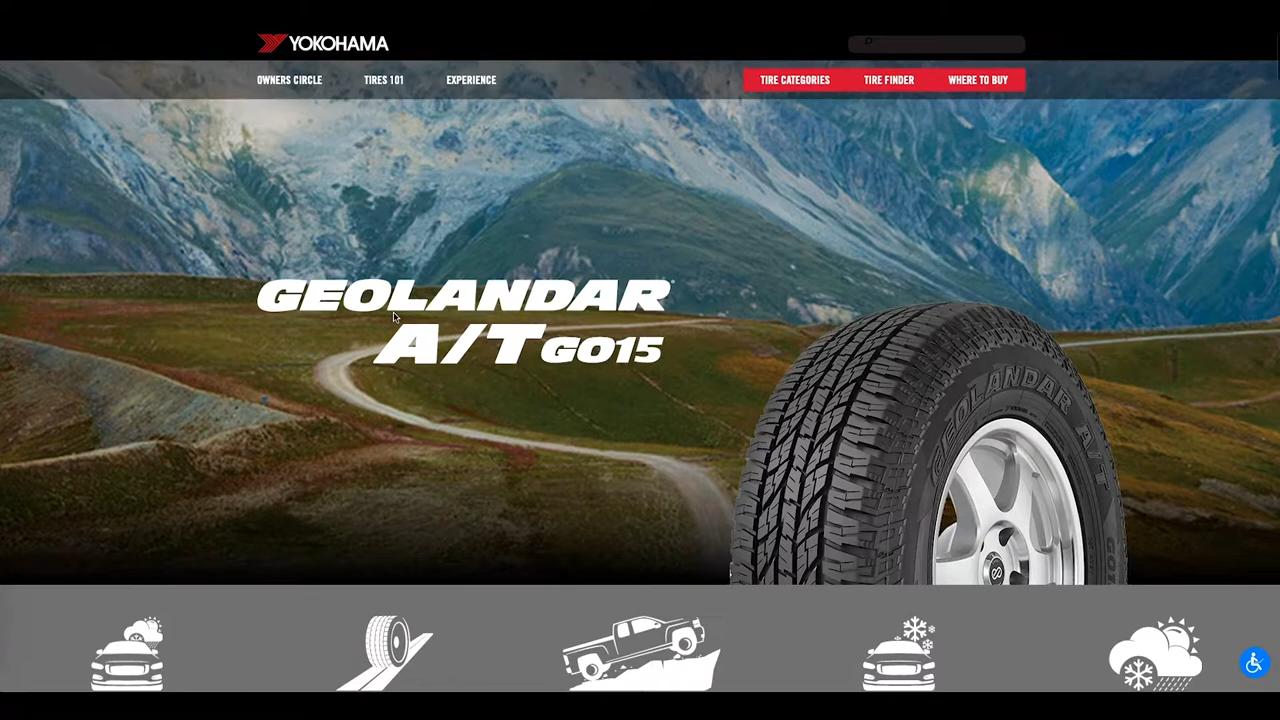 YOKOHAMA
OWNERS CIRCLE TIRES 101 EXPERIENCE TIRE CATEGORIES TIRE FINDER WHERE TO BUY
GEOLANDAR
A/T G015
GEOLANDAR A/T